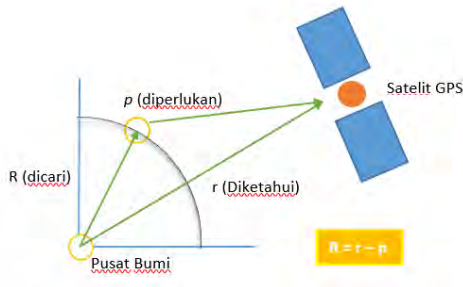 Satelit GPS
p (diperlukan)
R (dicari)
r (Diketahui)
R = r – p
Pusat Bumi